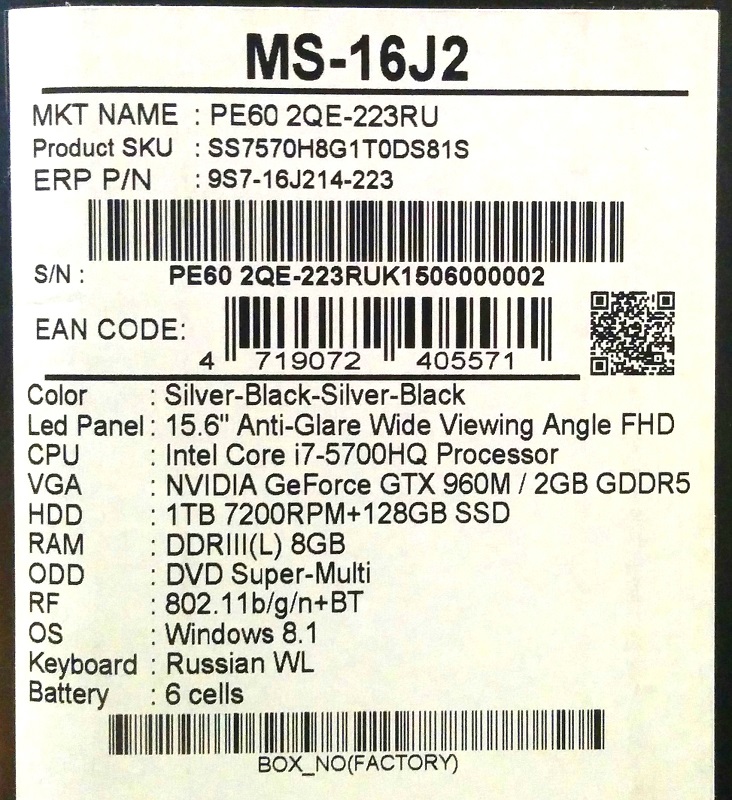 MS-16J2
MKT NAME : PE60 2QE-223RU
Product SKU : SS7570H8G1T0DS81S
ERP P/N : 9S7-16J214-223
S/N : PE60 2QE-223RUK1506000002
EAN CODE: 4 719072 405571
Color : Silver-Black-Silver-Black
Led Panel : 15.6" Anti-Glare Wide Viewing Angle FHD
CPU : Intel Core i7-5700HQ Processor
VGA : NVIDIA GeForce GTX 960M / 2GB GDDR5
HDD : 1TB 7200RPM+128GB SSD
RAM : DDRIII(L) 8GB
ODD : DVD Super-Multi
RF : 802.11b/g/n+BT
OS : Windows 8.1
Keyboard : Russian WL
Battery : 6 cells
BOX_NO(FACTORY)